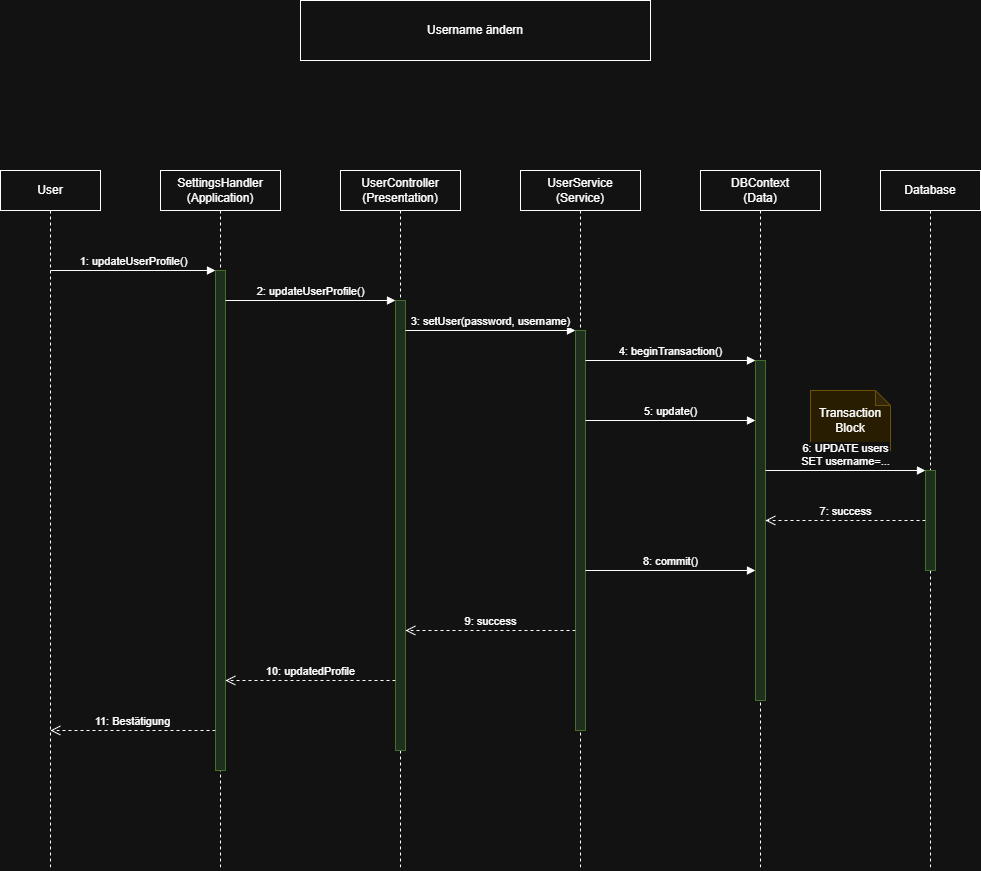 Username ändern
User
SettingsHandler
(Application)
UserController
(Presentation)
UserService
(Service)
DBContext
(Data)
Database
1: updateUserProfile()
2: updateUserProfile()
3: setUser(password, username)
4: beginTransaction()
5: update()
Transaction
Block
6: UPDATE users
SET username=...
7: success
8: commit()
9: success
10: updatedProfile
11: Bestätigung